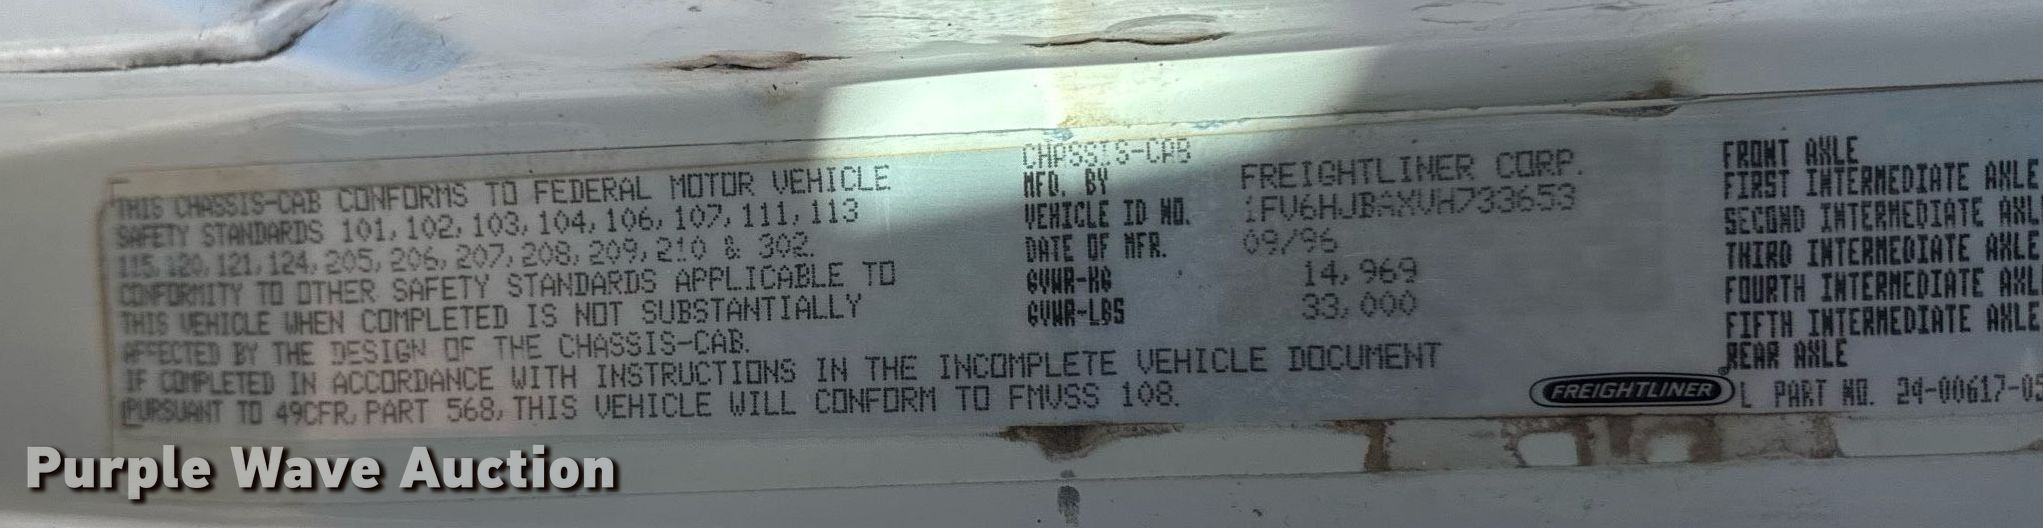 THIS CHASSIS-CAB CONFORMS TO FEDERAL MOTOR VEHICLE
SAFETY STANDARDS 101, 102, 103, 104, 106, 107, 111, 113
115, 120, 121, 124, 205, 206, 207, 208, 209, 210 & 302.
CONFORMITY TO OTHER SAFETY STANDARDS APPLICABLE TO
THIS VEHICLE WHEN COMPLETED IS NOT SUBSTANTIALLY
AFFECTED BY THE DESIGN OF THE CHASSIS-CAB.
IF COMPLETED IN ACCORDANCE WITH INSTRUCTIONS IN THE INCOMPLETE VEHICLE DOCUMENT
PURSUANT TO 49CFR, PART 568, THIS VEHICLE WILL CONFORM TO FMVSS 108.
CHASSIS-CAB
MFD. BY FREIGHTLINER CORP.
VEHICLE ID NO. 1FV6HJBAXVH733653
DATE OF MFR. 09/96
GVWR-KG 14,969
GVWR-LBS 33,000
FRONT AXLE
FIRST INTERMEDIATE AXLE
SECOND INTERMEDIATE AXLE
THIRD INTERMEDIATE AXLE
FOURTH INTERMEDIATE AXLE
FIFTH INTERMEDIATE AXLE
REAR AXLE
FREIGHTLINER ® L PART NO. 24-00617-05
Purple Wave Auction